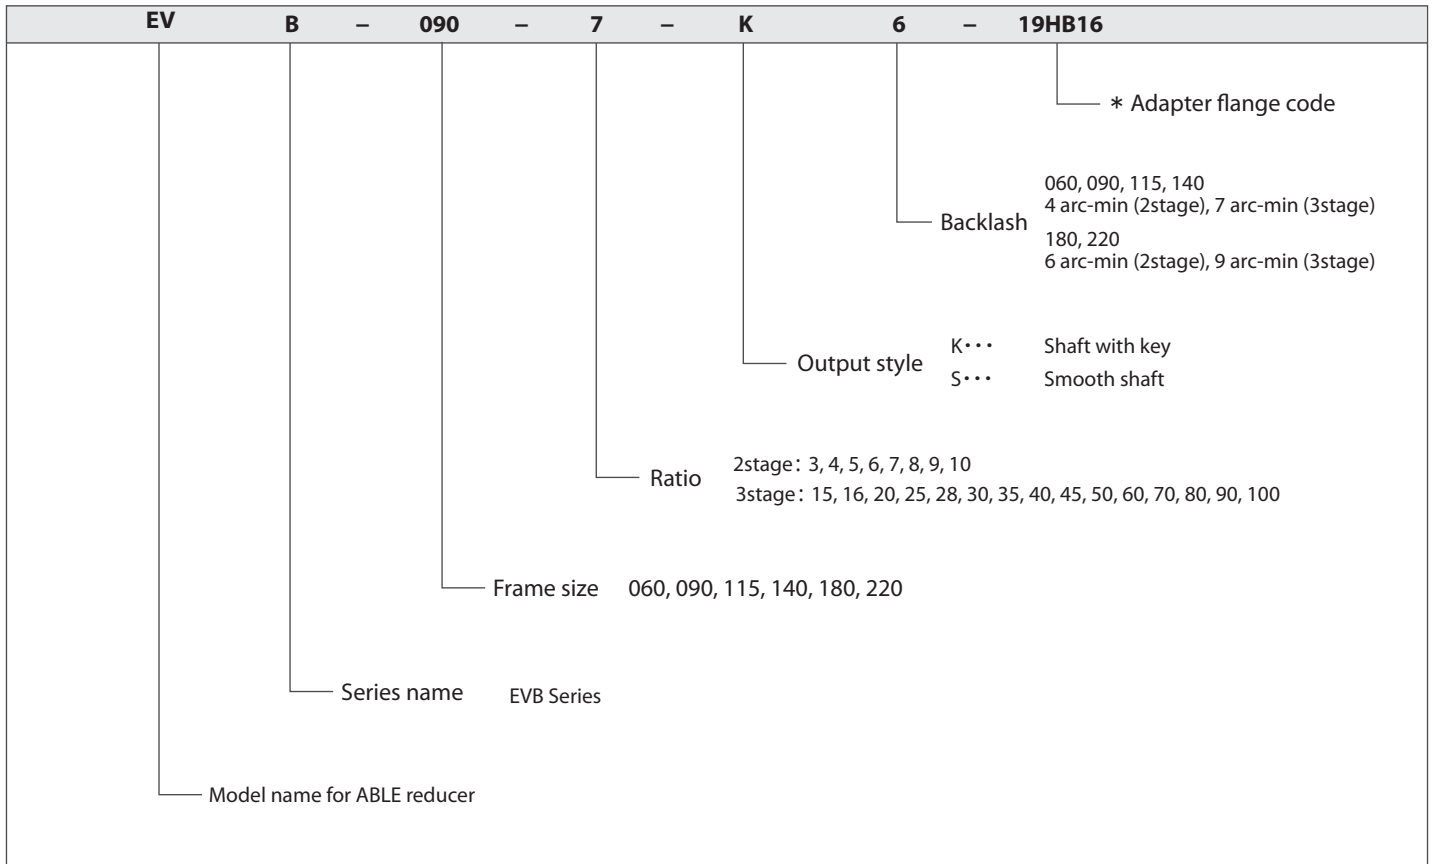 EV B – 090 – 7 – K 6 – 19HB16
* Adapter flange code
060, 090, 115, 140
4 arc-min (2stage), 7 arc-min (3stage)
Backlash
180, 220
6 arc-min (2stage), 9 arc-min (3stage)
K・・・ Shaft with key
Output style
S・・・ Smooth shaft
2stage: 3, 4, 5, 6, 7, 8, 9, 10
Ratio
3stage: 15, 16, 20, 25, 28, 30, 35, 40, 45, 50, 60, 70, 80, 90, 100
Frame size 060, 090, 115, 140, 180, 220
Series name EVB Series
Model name for ABLE reducer